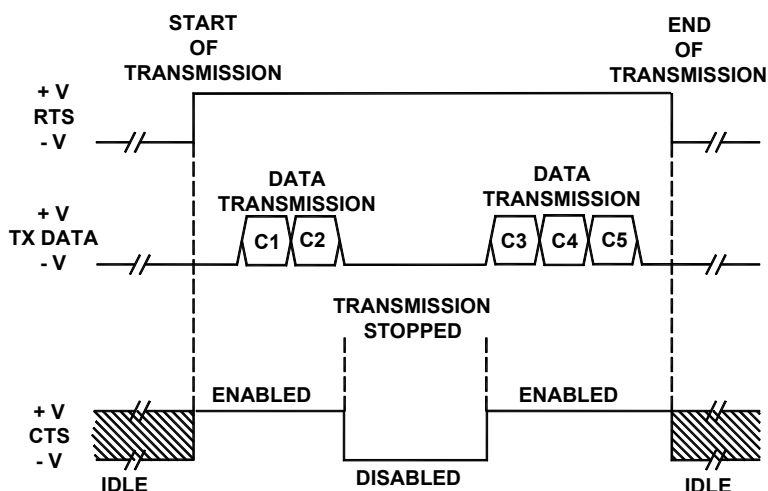 START
OF
TRANSMISSION
END
OF
TRANSMISSION
+ V
RTS
- V
DATA
TRANSMISSION
DATA
TRANSMISSION
+ V
TX DATA
- V
C1
C2
C3
C4
C5
TRANSMISSION
STOPPED
ENABLED
ENABLED
+ V
CTS
- V
DISABLED
IDLE
IDLE